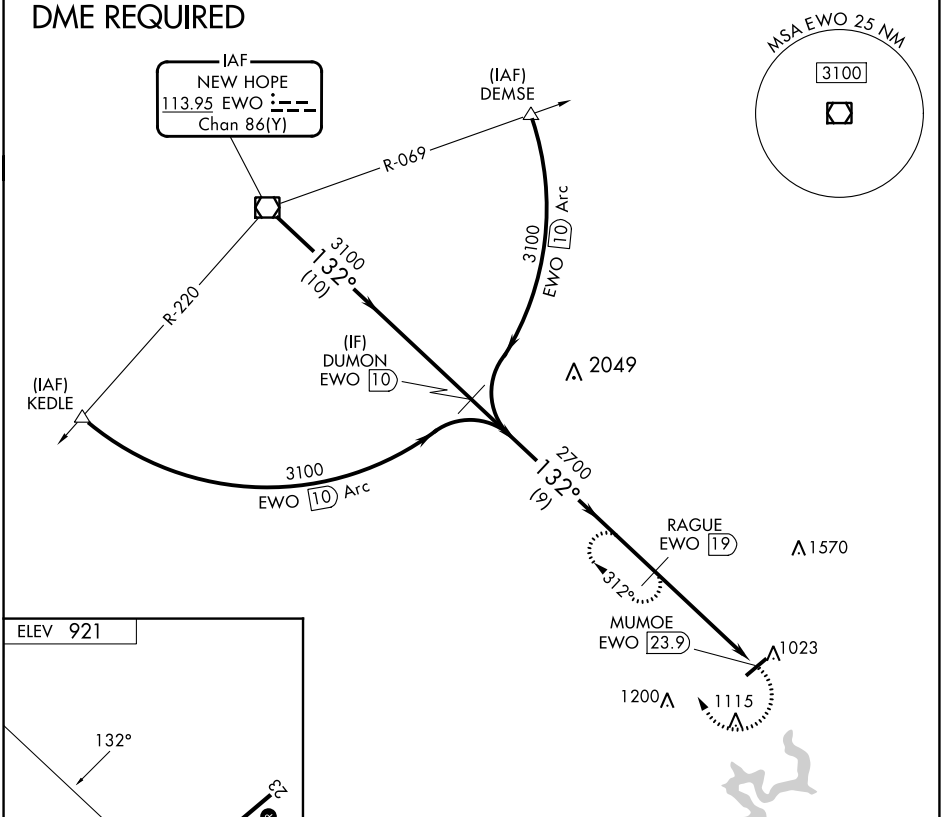 DME REQUIRED
MSA EWO 25 NM
3100
IAF
NEW HOPE
113.95 EWO
Chan 86(Y)
(IAF)
DEMSE
R-069
3100
EWO 10 Arc
3100
132°
(10)
R-220
(IF)
DUMON
EWO 10
2049
(IAF)
KEDLE
3100
EWO 10 Arc
2700
132°
(9)
RAGUE
EWO 19
1570
312°
MUMOE
EWO 23.9
1023
1200
1115
ELEV 921
132°
23